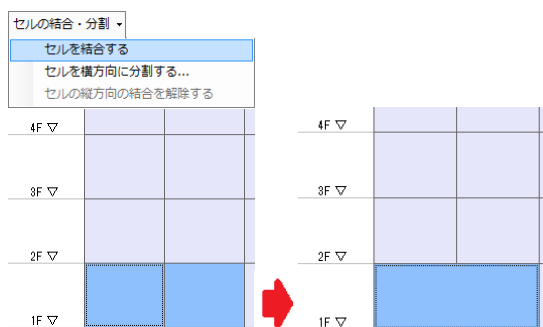 セルの結合・分割
セルを結合する
セルを横方向に分割する...
セルの縦方向の結合を解除する
4F ▽
3F ▽
2F ▽
1F ▽
4F ▽
3F ▽
2F ▽
1F ▽